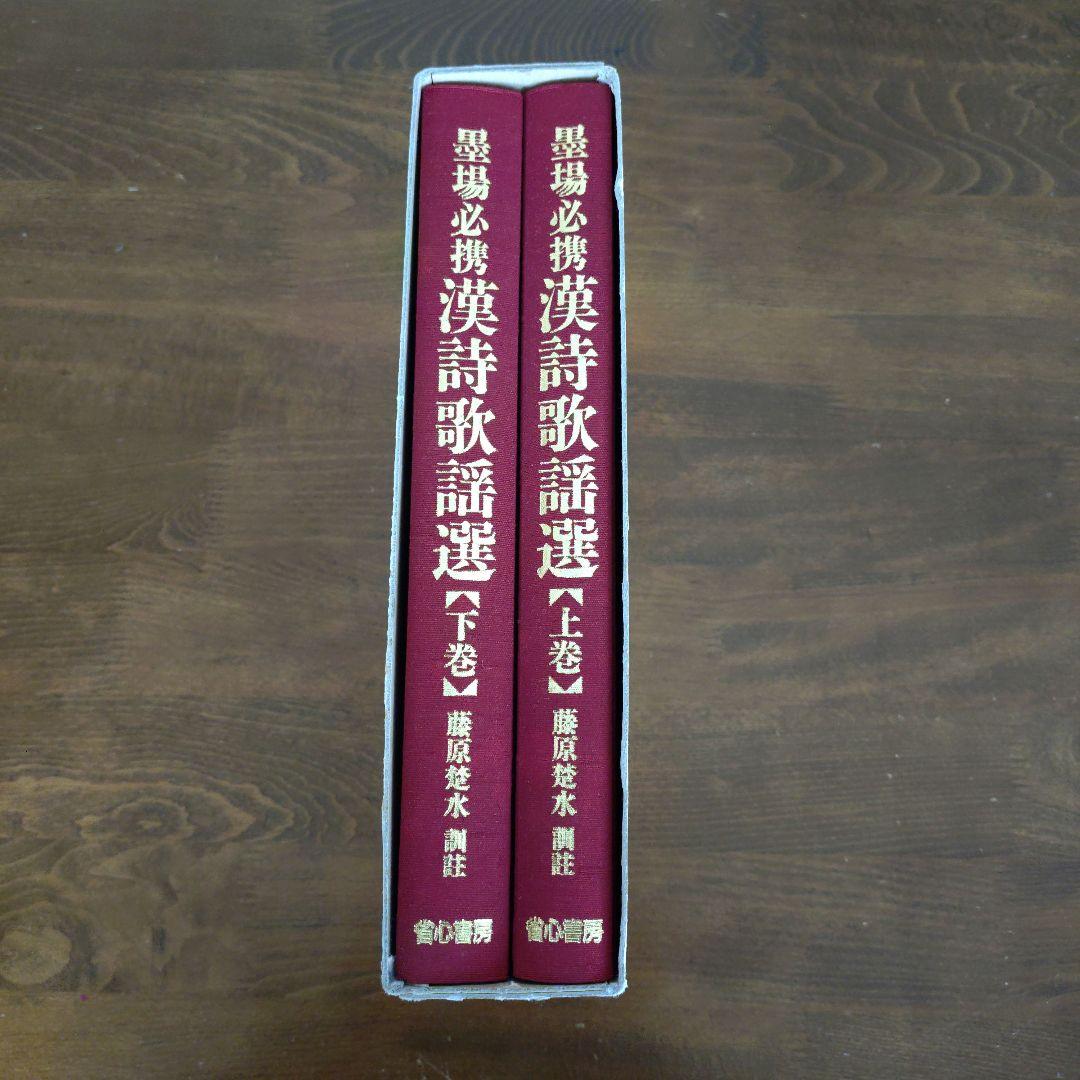 墨場必携漢詩歌謡選【上巻】藤原楚水 訓註
省心書房
墨場必携漢詩歌謡選【下巻】藤原楚水 訓註
省心書房